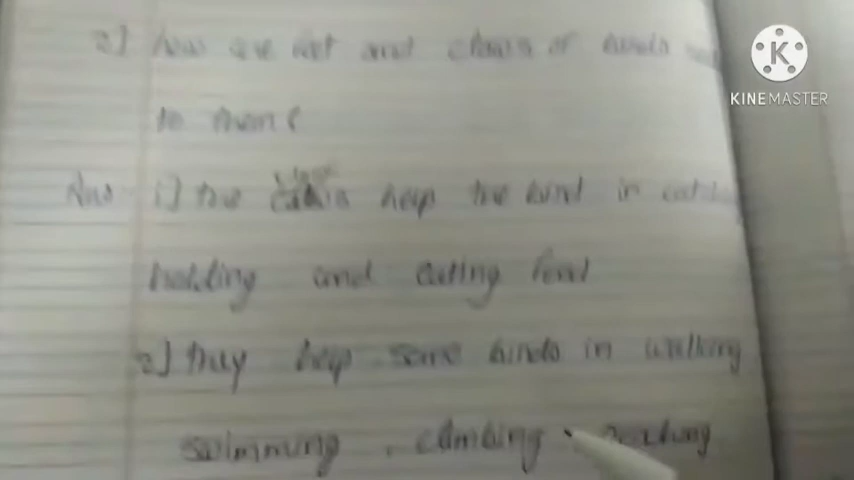 2] how are feet and claws of birds
to them?
Ans 1] the claws help the bird in
holding and eating food
2] they help some birds in walking
swimming, climbing,
KINEMASTER